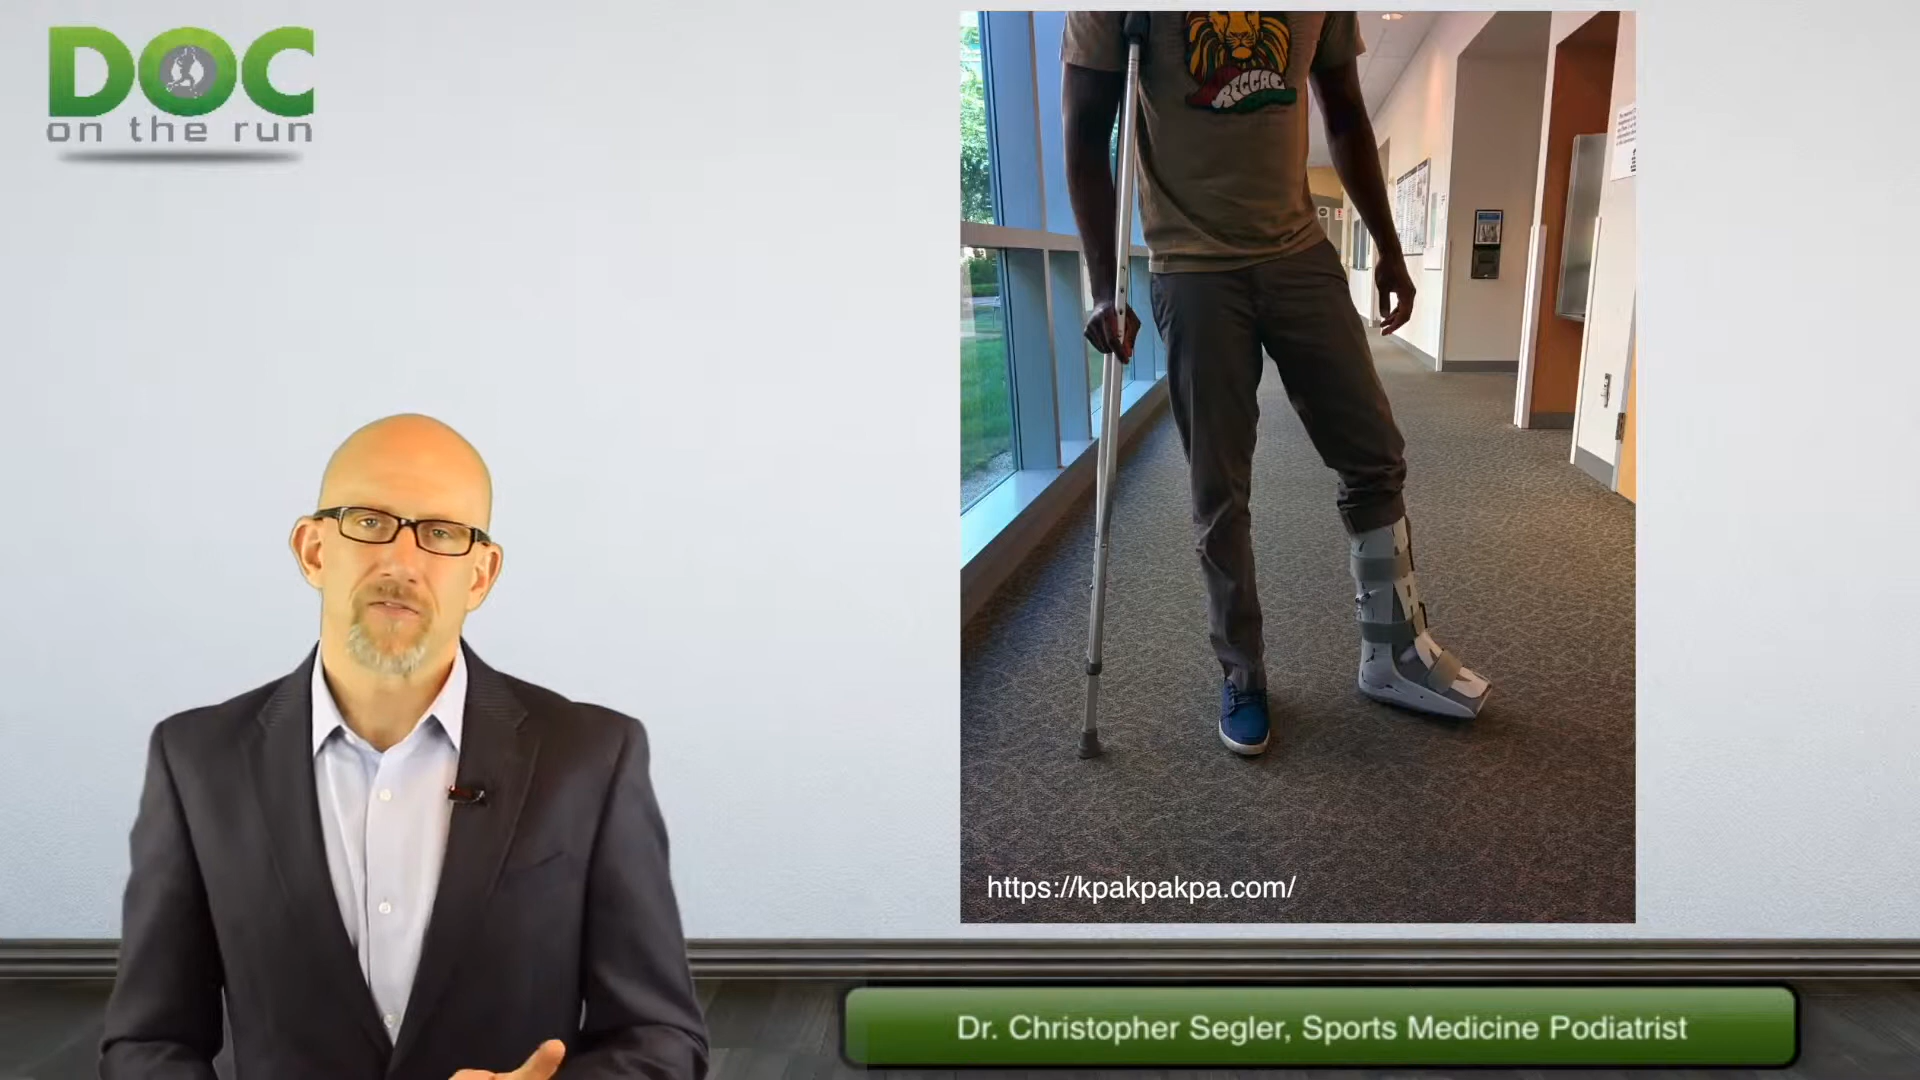 DOC
on the run
REGGAE
https://kpakpakpa.com/
Dr. Christopher Segler, Sports Medicine Podiatrist